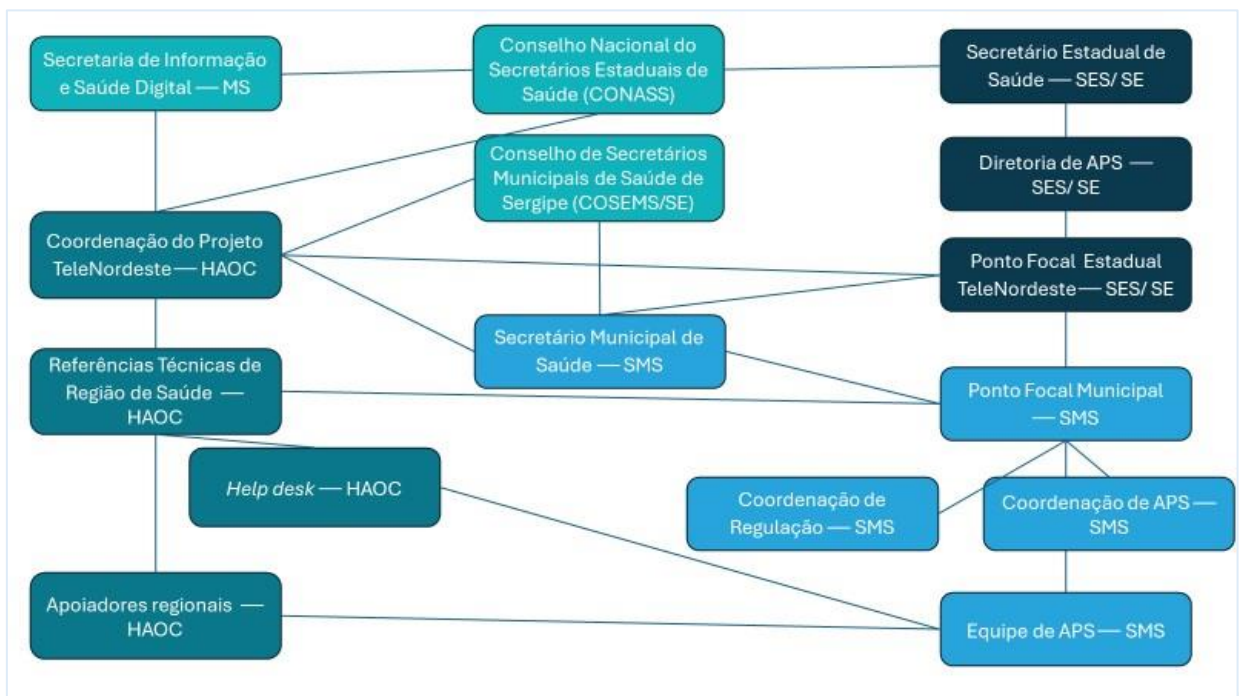 Secretaria de Informação
e Saúde Digital — MS
Conselho Nacional do
Secretários Estaduais de
Saúde (CONASS)
Secretário Estadual de
Saúde — SES/ SE
Conselho de Secretários
Municipais de Saúde de
Sergipe (COSEMS/SE)
Diretoria de APS —
SES/ SE
Coordenação do Projeto
TeleNordeste — HAOC
Ponto Focal Estadual
TeleNordeste — SES/ SE
Secretário Municipal de
Saúde — SMS
Referências Técnicas de
Região de Saúde —
HAOC
Ponto Focal Municipal
— SMS
Help desk — HAOC
Coordenação de
Regulação — SMS
Coordenação de APS —
SMS
Apoiadores regionais —
HAOC
Equipe de APS — SMS